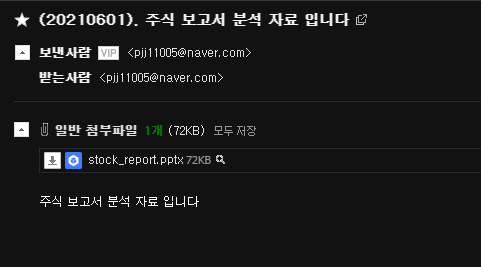 ★ (20210601). 주식 보고서 분석 자료 입니다
보낸사람 VIP <pjj11005@naver.com>
받는사람 <pjj11005@naver.com>
일반 첨부파일 1개 (72KB) 모두 저장
stock_report.pptx 72KB
주식 보고서 분석 자료 입니다